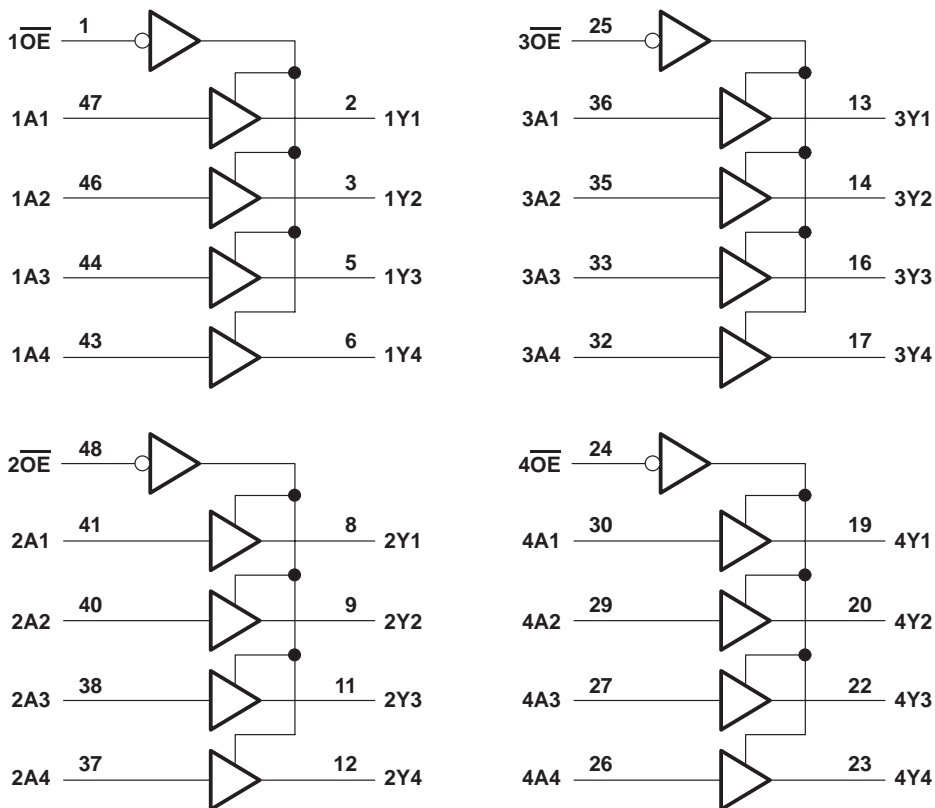 1OE 1
1A1 47 2 1Y1
1A2 46 3 1Y2
1A3 44 5 1Y3
1A4 43 6 1Y4
3OE 25
3A1 36 13 3Y1
3A2 35 14 3Y2
3A3 33 16 3Y3
3A4 32 17 3Y4
2OE 48
2A1 41 8 2Y1
2A2 40 9 2Y2
2A3 38 11 2Y3
2A4 37 12 2Y4
4OE 24
4A1 30 19 4Y1
4A2 29 20 4Y2
4A3 27 22 4Y3
4A4 26 23 4Y4